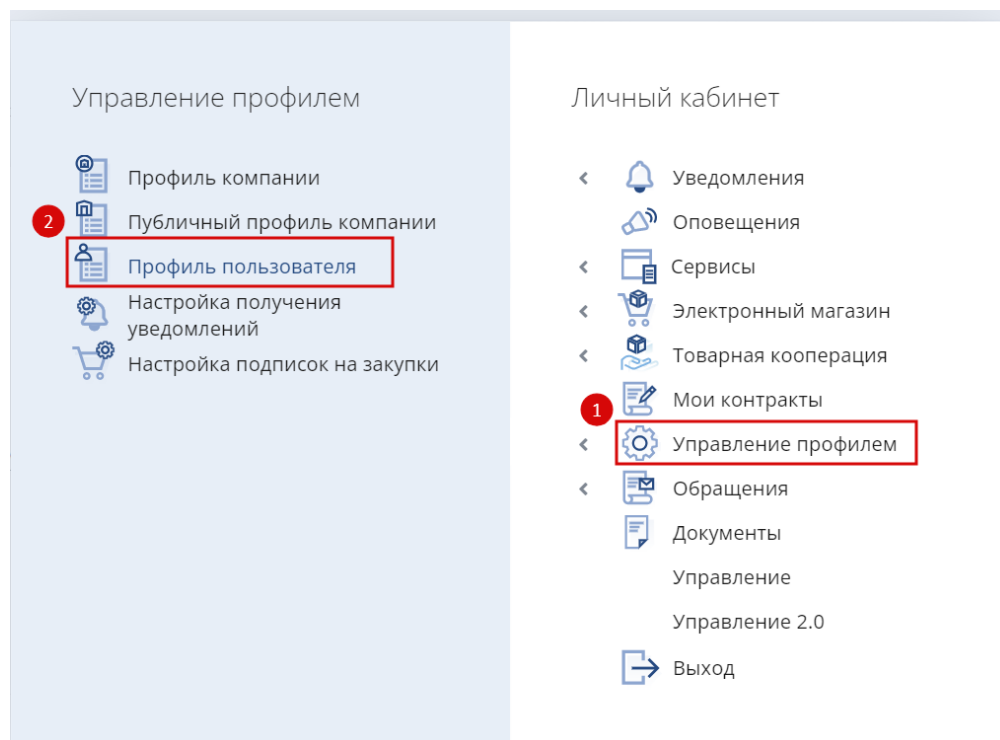 Управление профилем
Профиль компании
2
Публичный профиль компании
Профиль пользователя
Настройка получения
уведомлений
Настройка подписок на закупки
Личный кабинет
Уведомления
Оповещения
Сервисы
Электронный магазин
Товарная кооперация
Мои контракты
1
Управление профилем
Обращения
Документы
Управление
Управление 2.0
Выход